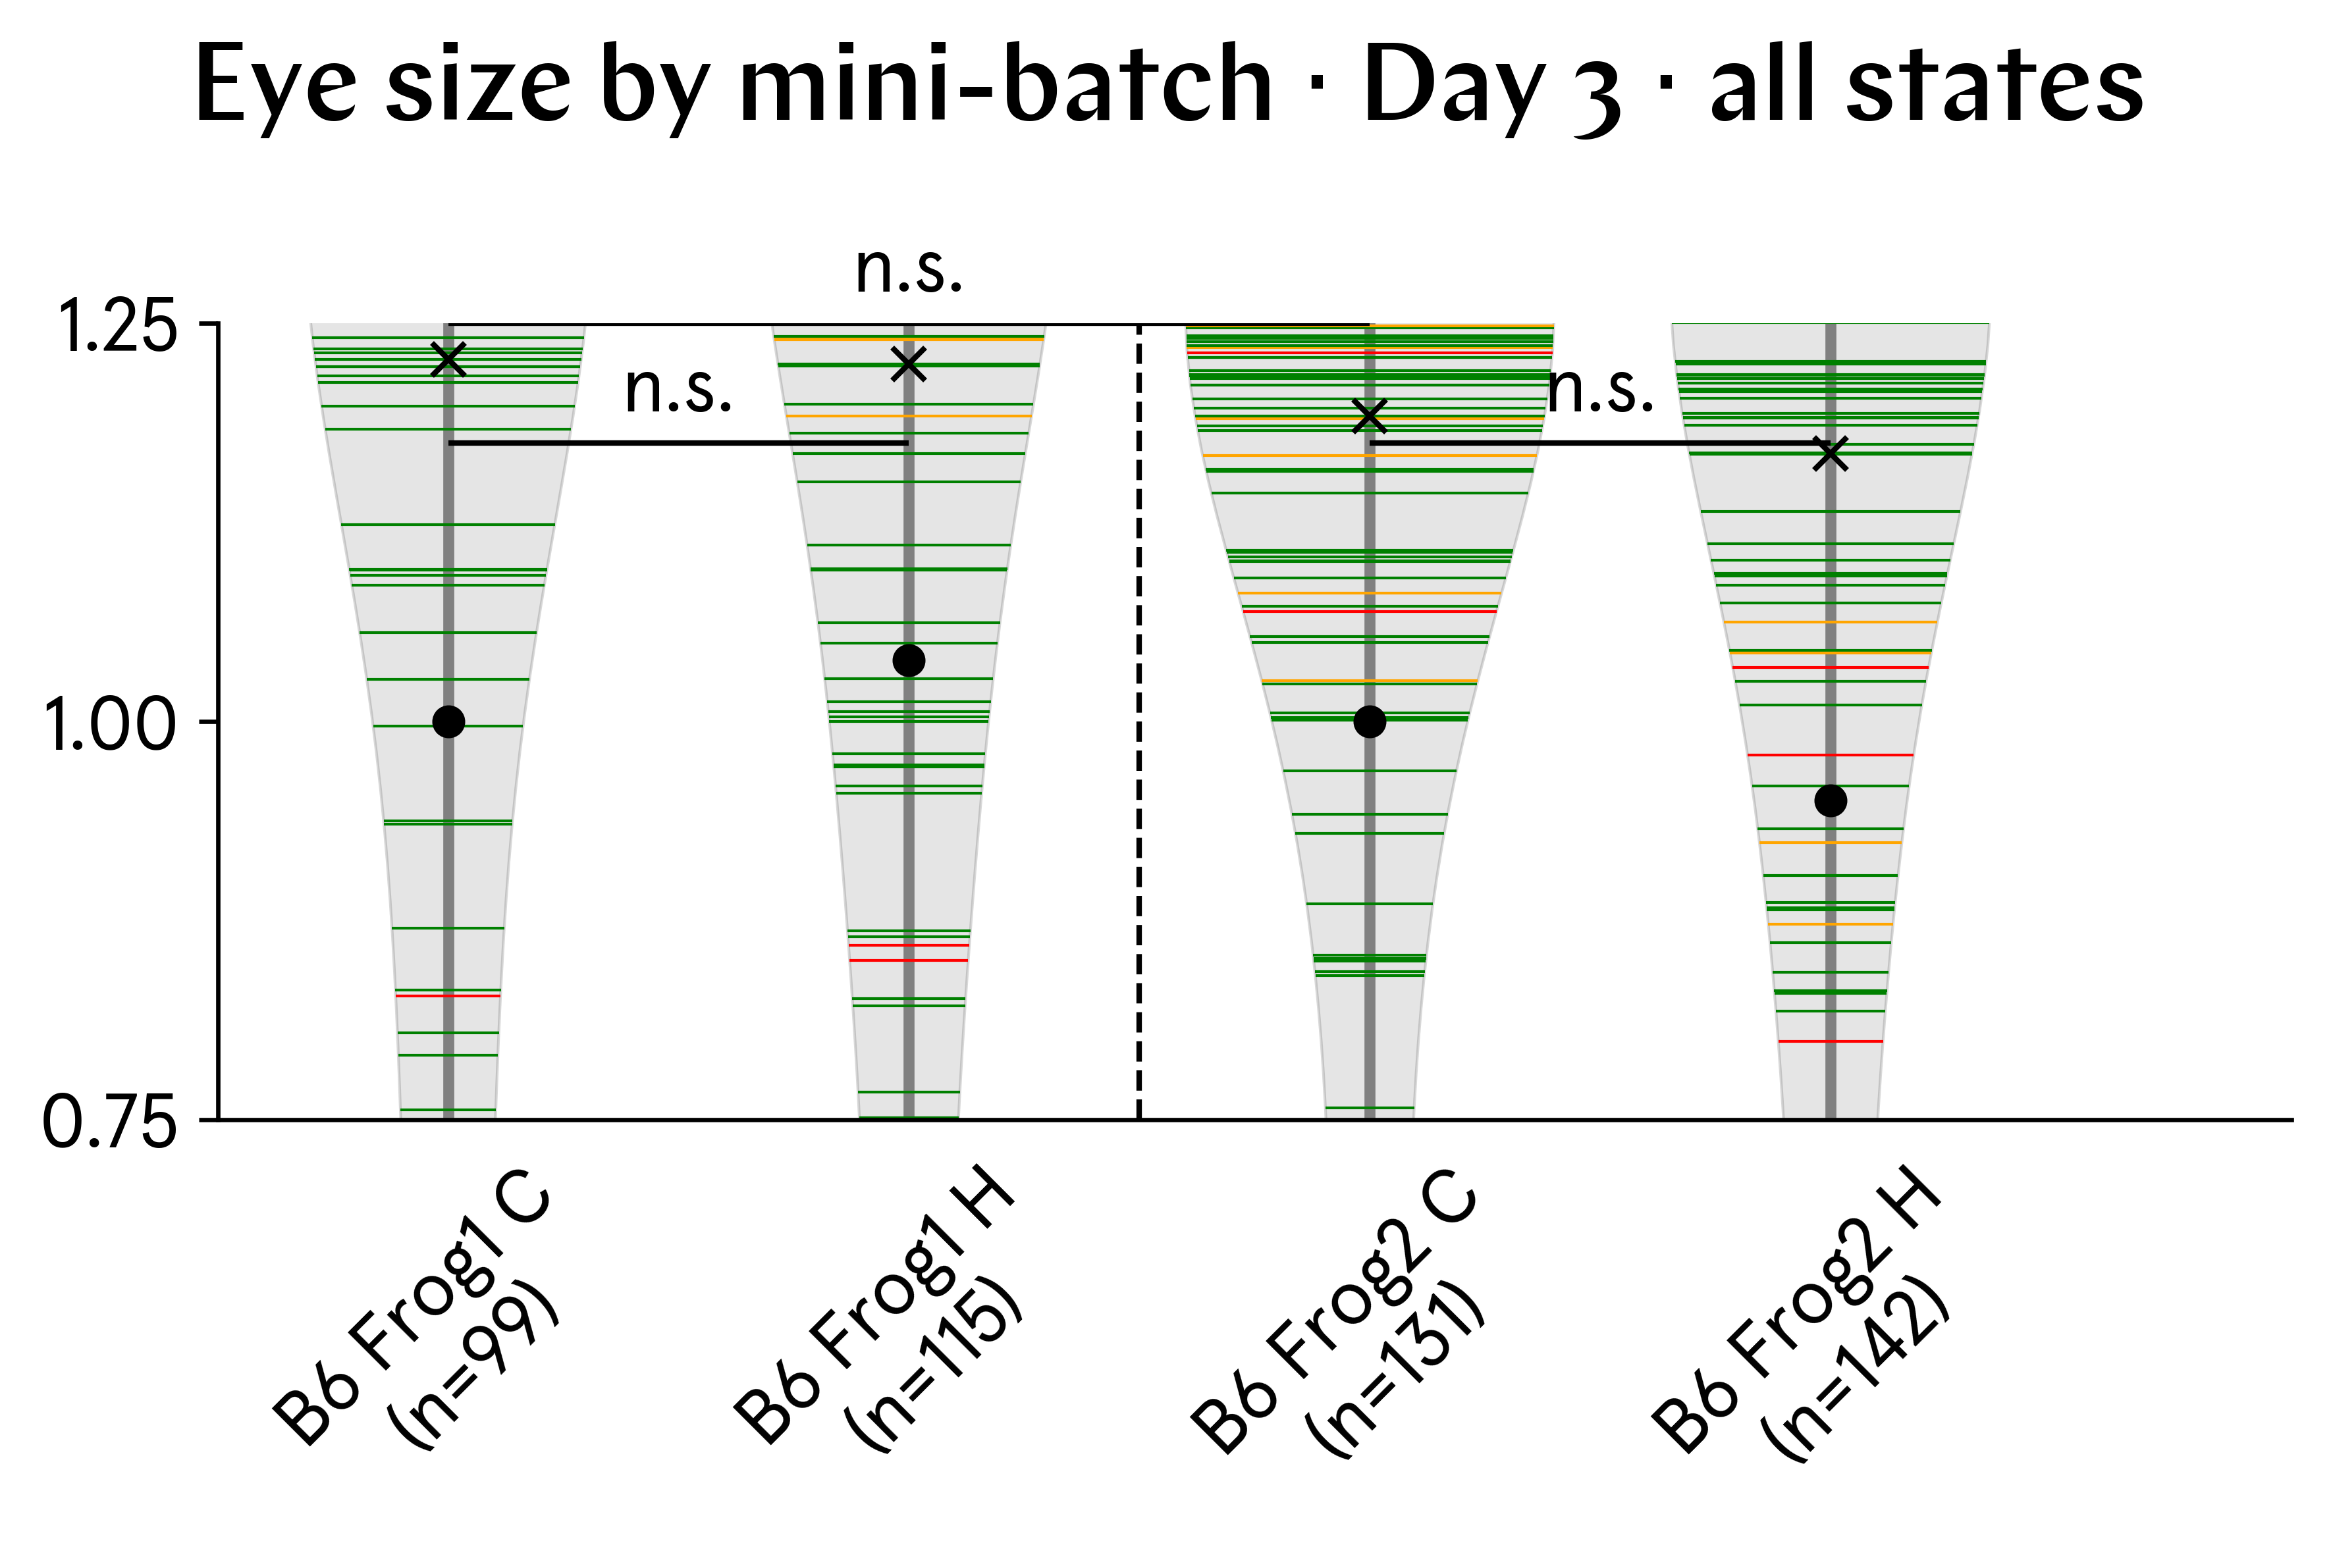 Eye size by mini-batch · Day 3 · all states
n.s.
1.25
n.s.
n.s.
1.00
0.75
B6 Frog1 C
(n=99)
B6 Frog1 H
(n=115)
B6 Frog2 C
(n=131)
B6 Frog2 H
(n=142)